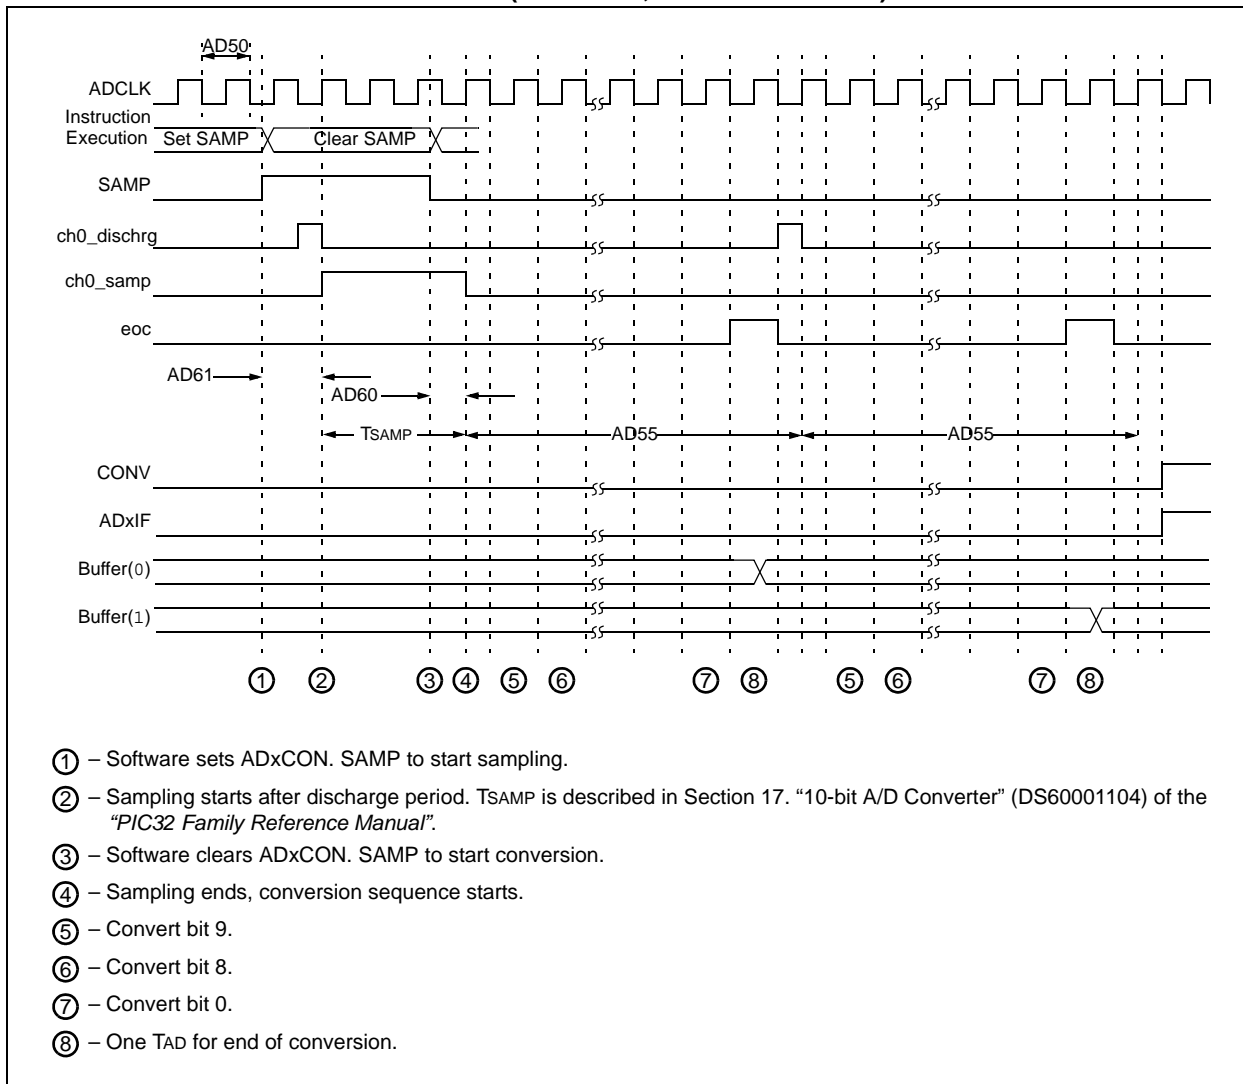 AD50
ADCLK
Instruction
Execution Set SAMP Clear SAMP
SAMP
ch0_dischrg
ch0_samp
eoc
AD61
AD60
TSAMP AD55 AD55
CONV
ADxIF
Buffer(0)
Buffer(1)
1 2 3 4 5 6 7 8 5 6 7 8
1 – Software sets ADxCON. SAMP to start sampling.
2 – Sampling starts after discharge period. TSAMP is described in Section 17. “10-bit A/D Converter” (DS60001104) of the
“PIC32 Family Reference Manual”.
3 – Software clears ADxCON. SAMP to start conversion.
4 – Sampling ends, conversion sequence starts.
5 – Convert bit 9.
6 – Convert bit 8.
7 – Convert bit 0.
8 – One TAD for end of conversion.